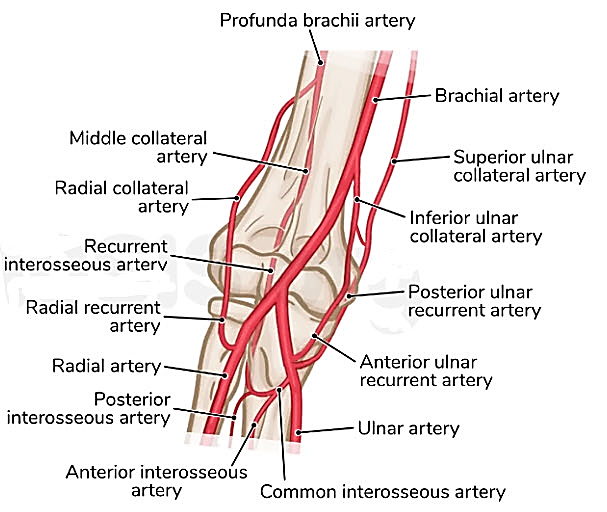 Profunda brachii artery
Brachial artery
Middle collateral
artery
Superior ulnar
collateral artery
Radial collateral
artery
Inferior ulnar
collateral artery
Recurrent
interosseous artery
Posterior ulnar
recurrent artery
Radial recurrent
artery
Radial artery
Anterior ulnar
recurrent artery
Posterior
interosseous artery
Ulnar artery
Anterior interosseous
artery
Common interosseous artery